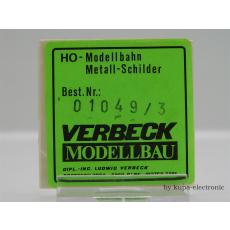 HO-Modellbahn
Metall-Schilder
Best.Nr.:
01049/3
VERBECK
MODELLBAU
DIPL.-ING. LUDWIG VERBECK
by kupa-electronic